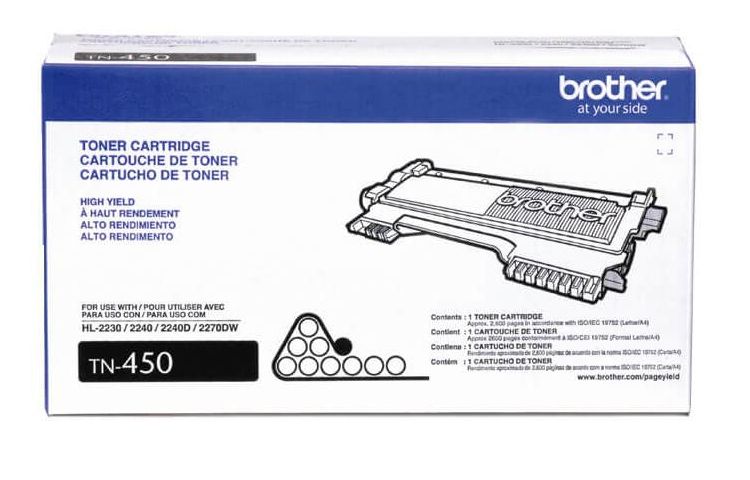 TN-450
brother
at your side
TONER CARTRIDGE
CARTOUCHE DE TONER
CARTUCHO DE TONER
HIGH YIELD
À HAUT RENDEMENT
ALTO RENDIMIENTO
ALTO RENDIMENTO
brother
FOR USE WITH / POUR UTILISER AVEC
PARA USO CON / PARA USO COM
HL-2230 / 2240 / 2240D / 2270DW
TN-450
Contents : 1 TONER CARTRIDGE
Approx. 2,600 pages in accordance with ISO/IEC 19752 (Letter/A4)
Contient : 1 CARTOUCHE DE TONER
Approx 2600 pages conformément à ISO/CEI 19752 (Format Letter/A4)
Contiene : 1 CARTUCHO DE TONER
Rendimiento aproximado de 2,600 páginas de acuerdo con la norma ISO/IEC 19752 (Carta/A4)
Contém : 1 CARTUCHO DE TONER
Rendimento aproximado de 2,600 páginas de acordo com a norma ISO/IEC 19752 (Carta/A4)
www.brother.com/pageyield